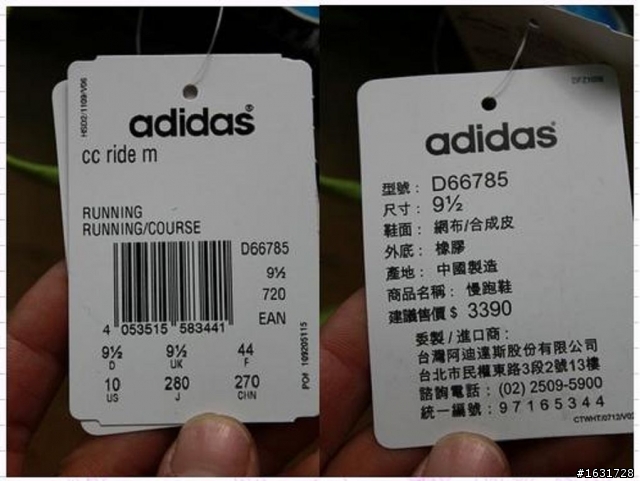 HSD2/1109/V06
adidas®
cc ride m
RUNNING
RUNNING/COURSE
D66785
9½
720
EAN
4 053515 583441
9½ 9½ 44
D UK F
10 280 270
US J CHN
PO# 109205115
adidas®
型號： D66785
尺寸： 9½
鞋面： 網布/合成皮
外底： 橡膠
產地： 中國製造
商品名稱： 慢跑鞋
建議售價 $ 3390
委製 / 進口商：
台灣阿迪達斯股份有限公司
台北市民權東路3段2號13樓
諮詢電話： (02) 2509-5900
統一編號：97165344
#1631728